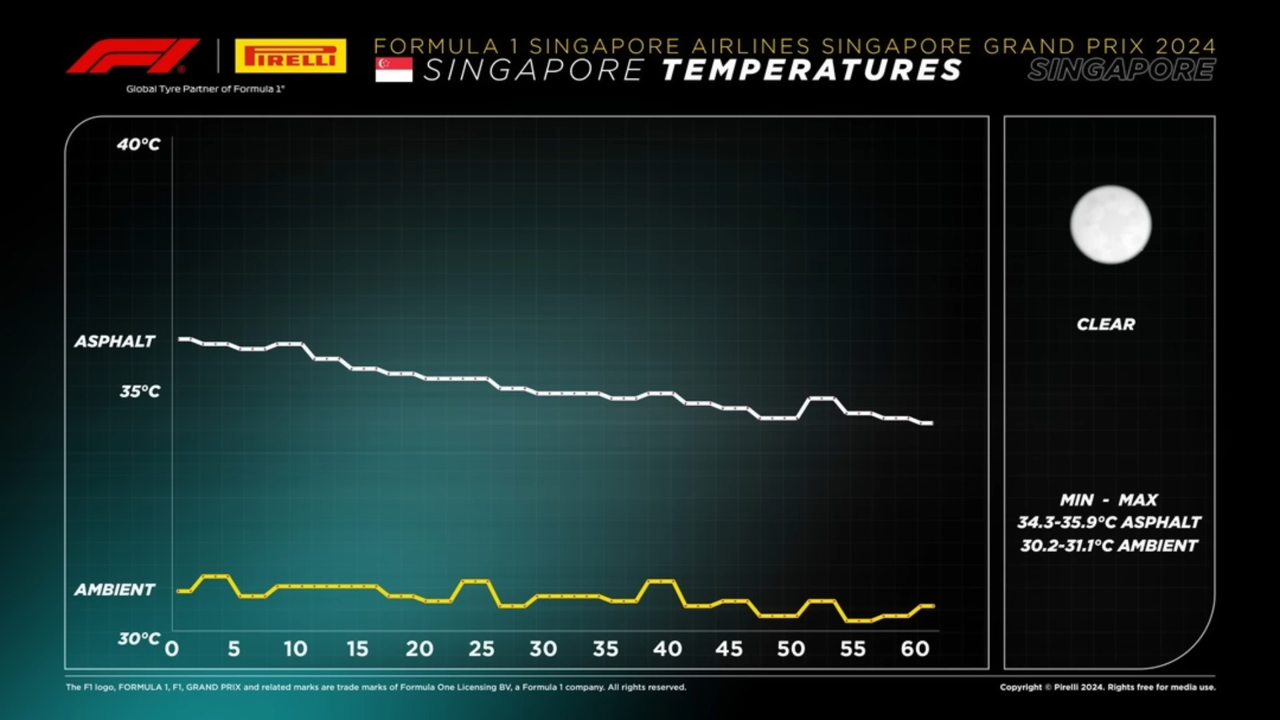 F1
PIRELLI
Global Tyre Partner of Formula 1®
FORMULA 1 SINGAPORE AIRLINES SINGAPORE GRAND PRIX 2024
SINGAPORE TEMPERATURES
SINGAPORE
40°C
ASPHALT
35°C
AMBIENT
30°C
0 5 10 15 20 25 30 35 40 45 50 55 60
CLEAR
MIN - MAX
34.3-35.9°C ASPHALT
30.2-31.1°C AMBIENT
The F1 logo, FORMULA 1, F1, GRAND PRIX and related marks are trade marks of Formula One Licensing BV, a Formula 1 company. All rights reserved.
Copyright © Pirelli 2024. Rights free for media use.